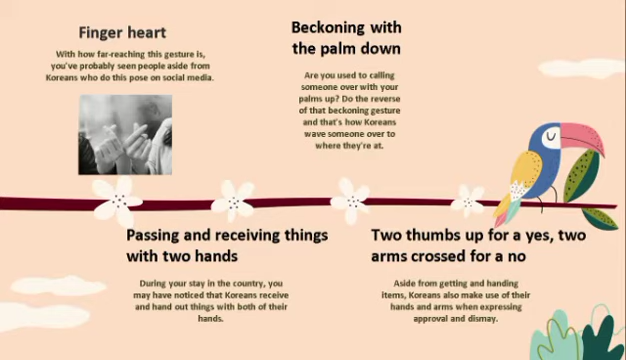 Finger heart
With how far-reaching this gesture is,
you've probably seen people aside from
Koreans who do this pose on social media.
Beckoning with
the palm down
Are you used to calling
someone over with your
palms up? Do the reverse
of that beckoning gesture
and that's how Koreans
wave someone over to
where they're at.
Passing and receiving things
with two hands
During your stay in the country, you
may have noticed that Koreans receive
and hand out things with both of their
hands.
Two thumbs up for a yes, two
arms crossed for a no
Aside from getting and handing
items, Koreans also make use of their
hands and arms when expressing
approval and dismay.